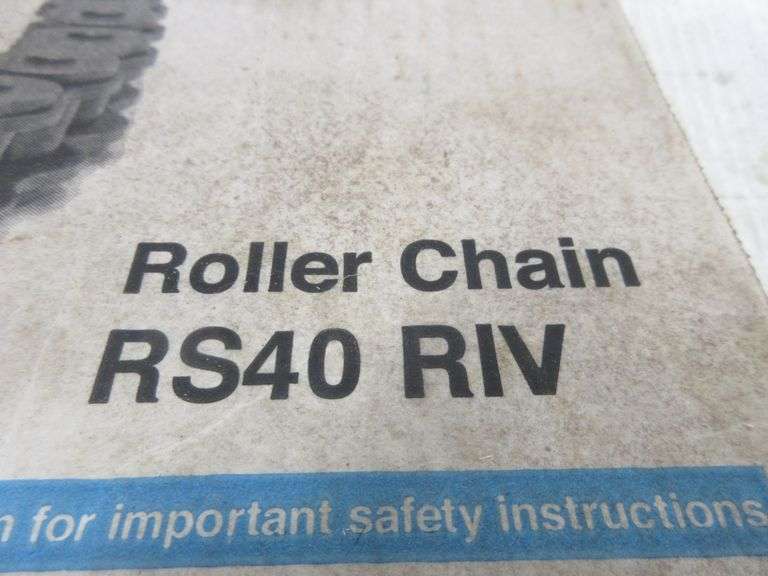 Roller Chain
RS40 RIV
for important safety instructions